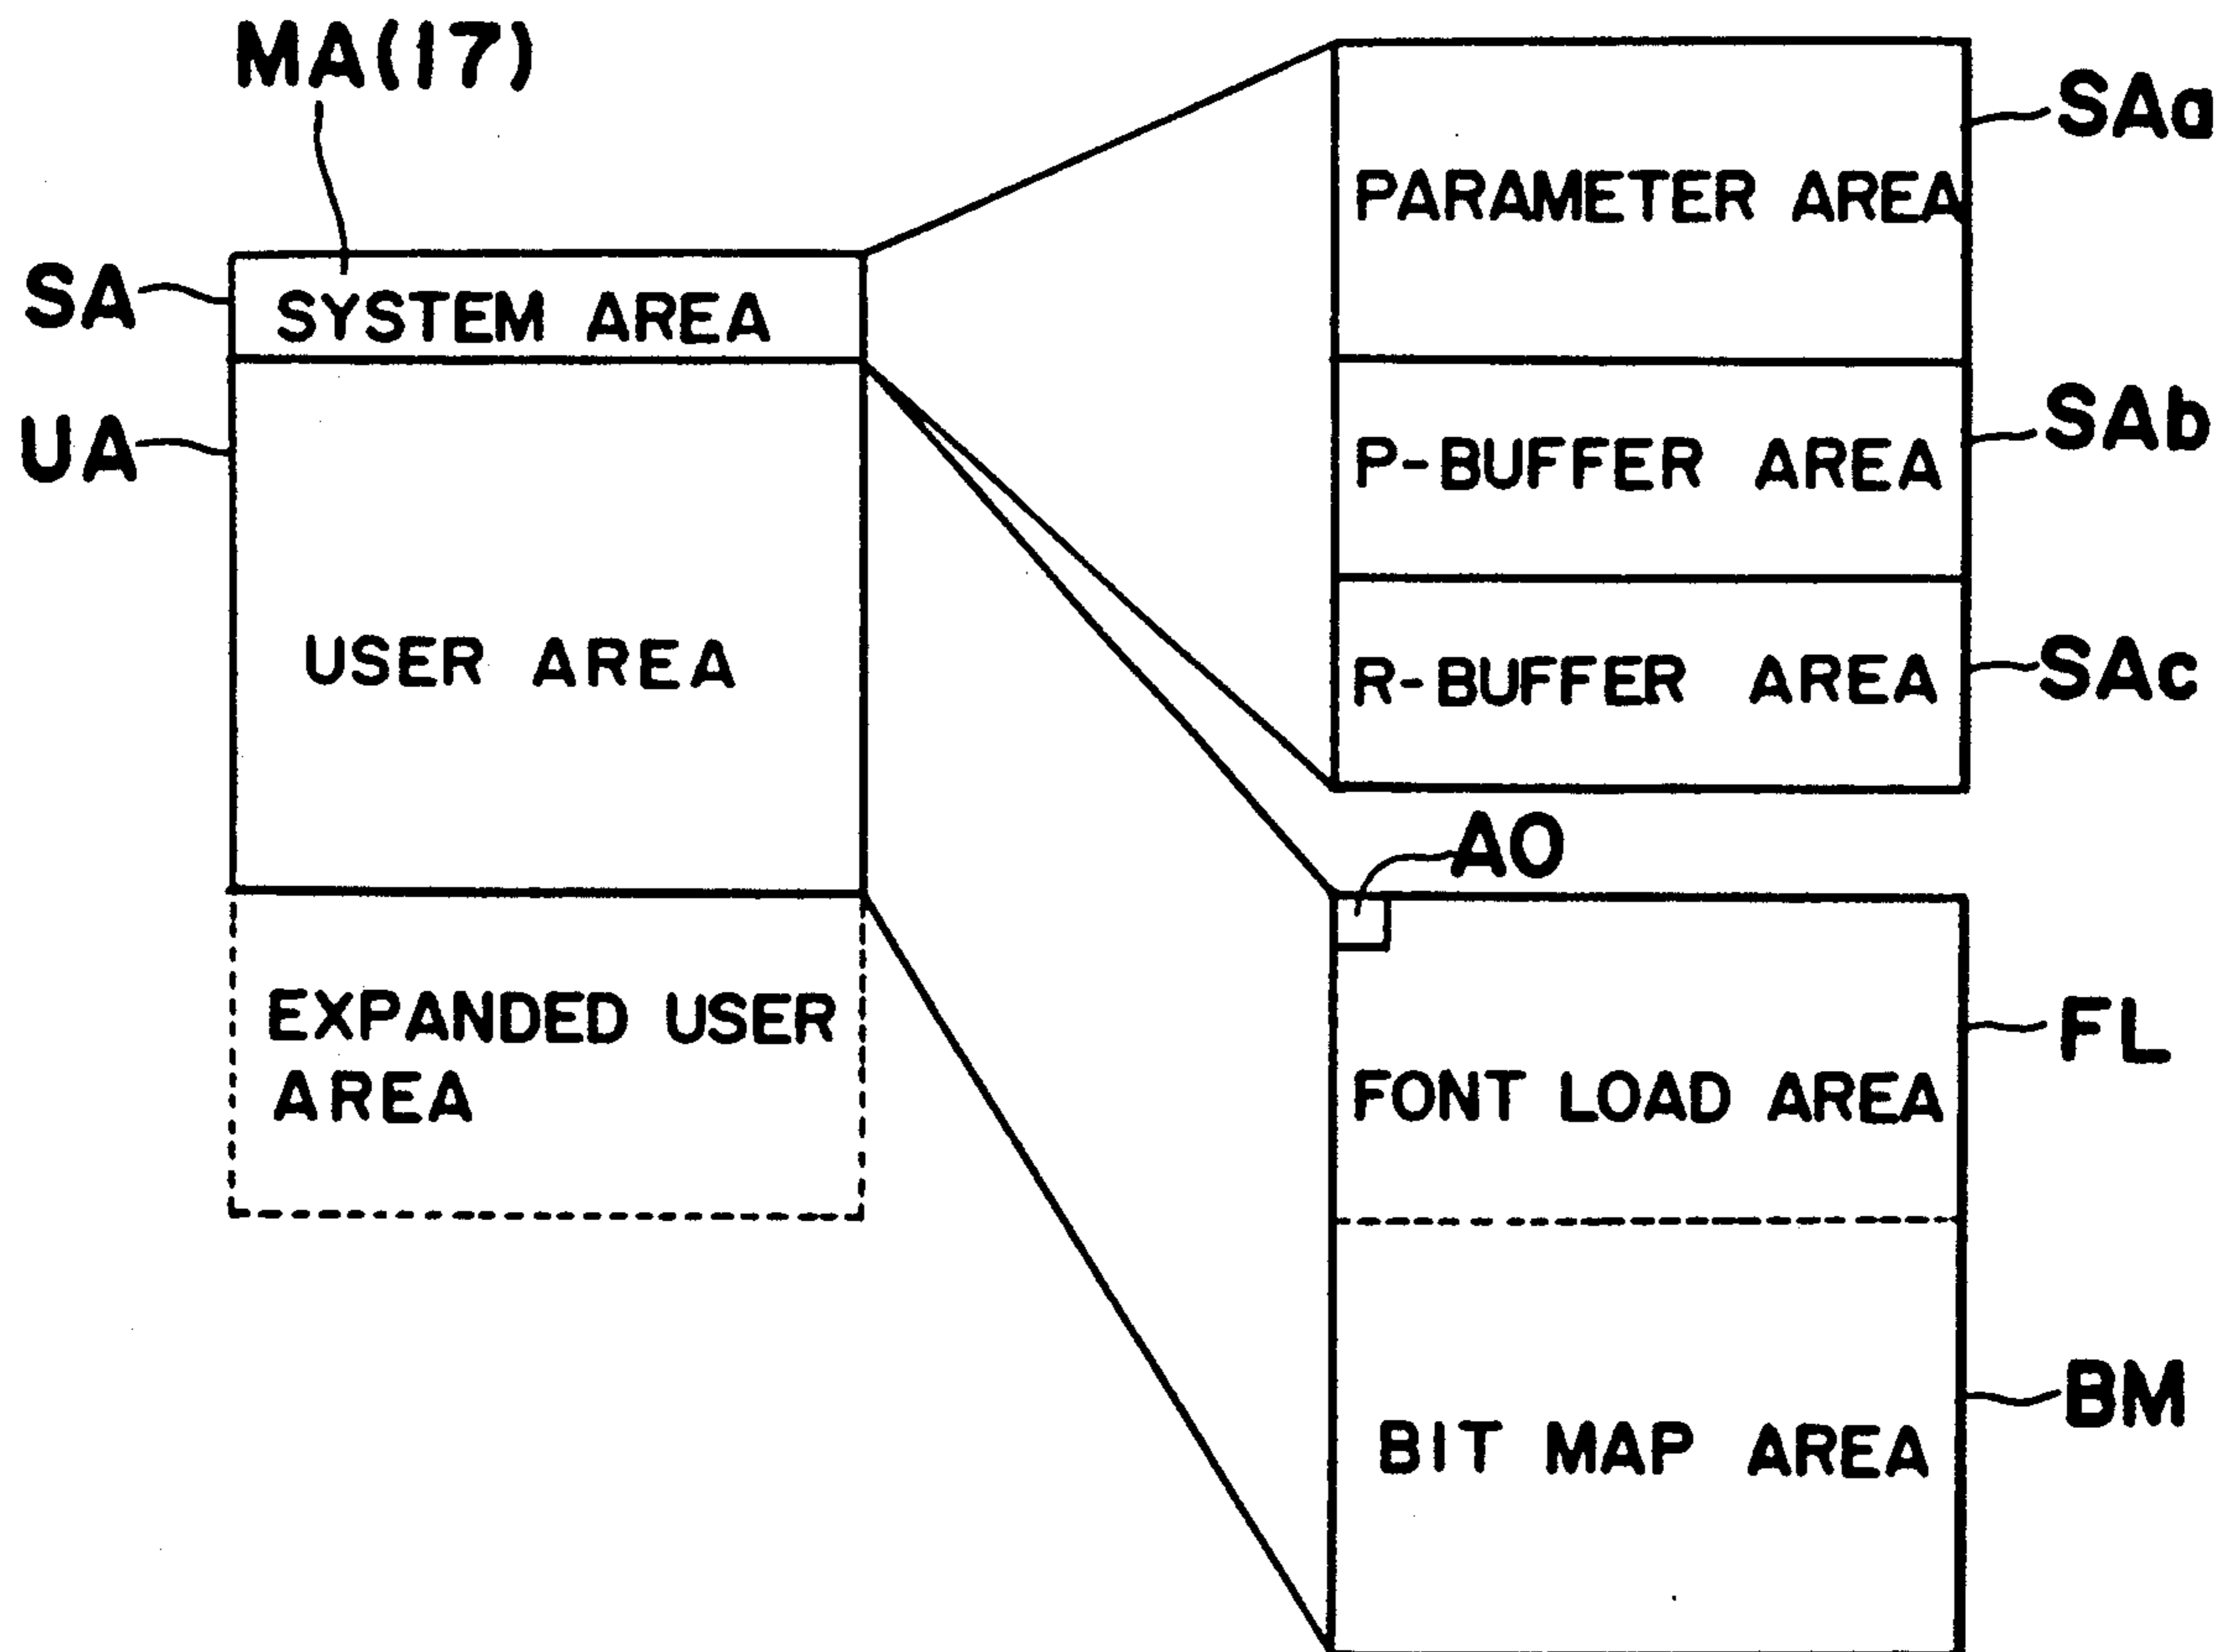 MA(17)
SA
SYSTEM AREA
UA
USER AREA
EXPANDED USER
AREA
PARAMETER AREA
SAa
P-BUFFER AREA
SAb
R-BUFFER AREA
SAc
AO
FONT LOAD AREA
FL
BIT MAP AREA
BM